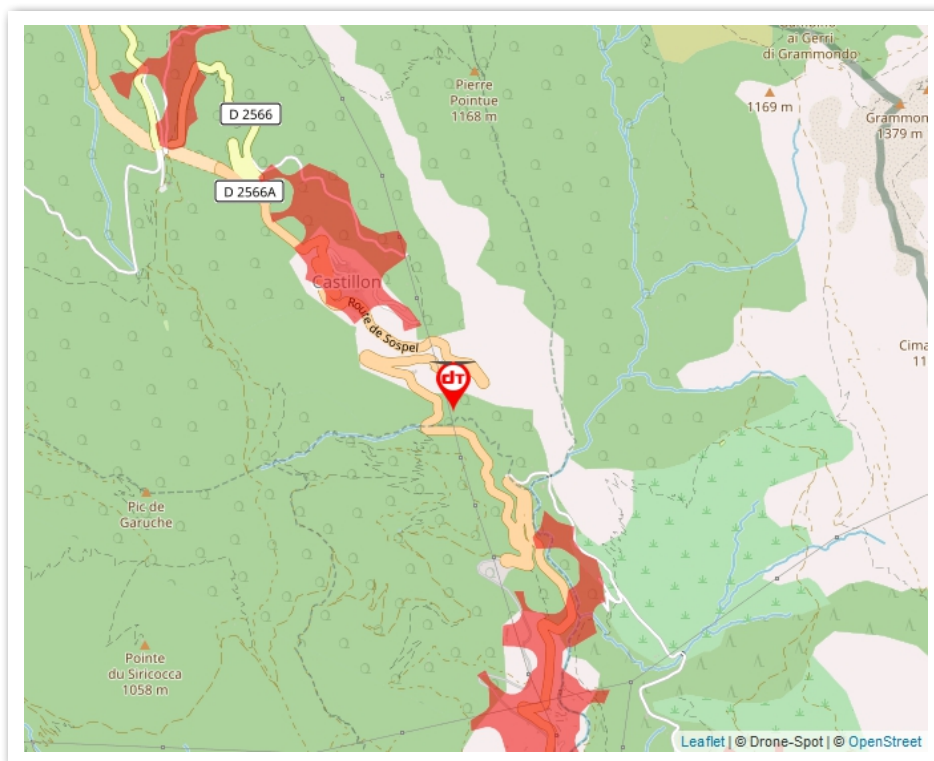 ai Gerri
di Grammondo
Pierre
Pointue
1168 m
1169 m
Grammon
1379 m
D 2566
D 2566A
Castillon
Route de Sospel
Cima
11
dT
Pic de
Garuche
Pointe
du Siricocca
1058 m
Leaflet | © Drone-Spot | © OpenStreet